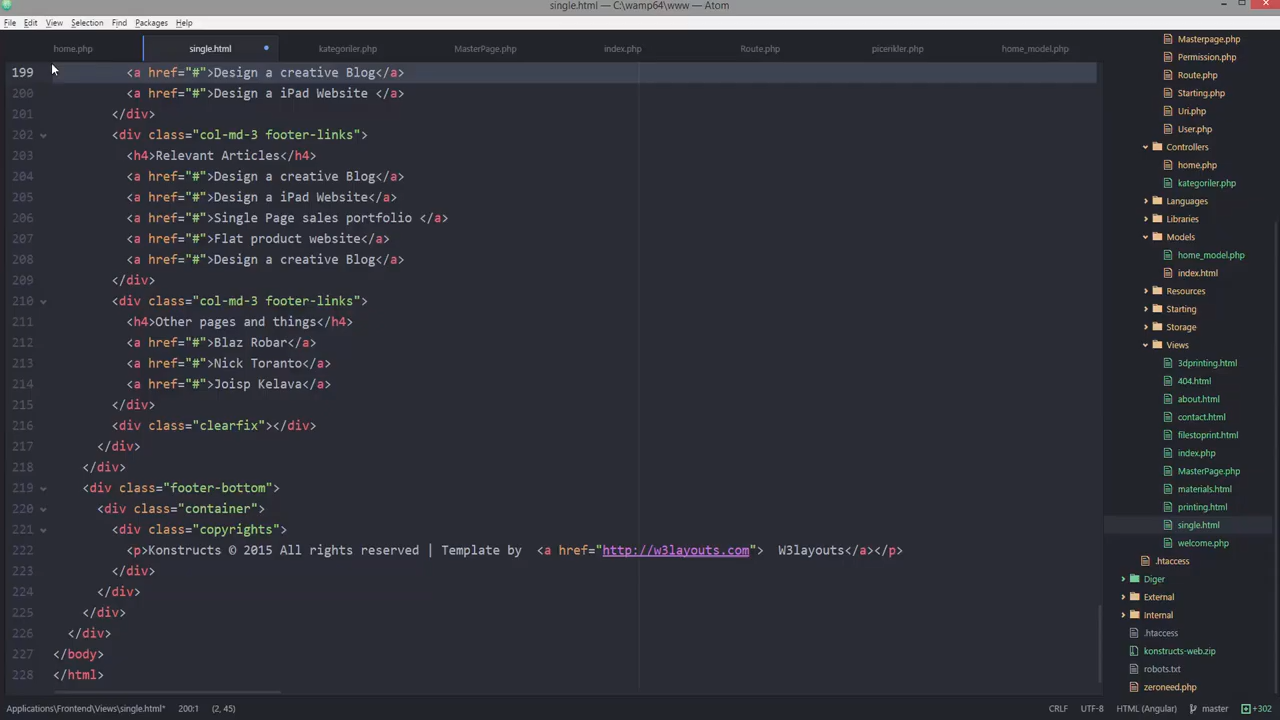 single.html — C:\wamp64\www — Atom
File Edit View Selection Find Packages Help
home.php single.html kategoriler.php MasterPage.php index.php Route.php picerikler.php home_model.php
199 <a href="#">Design a creative Blog</a>
200 <a href="#">Design a iPad Website </a>
201 </div>
202 <div class="col-md-3 footer-links">
203 <h4>Relevant Articles</h4>
204 <a href="#">Design a creative Blog</a>
205 <a href="#">Design a iPad Website</a>
206 <a href="#">Single Page sales portfolio </a>
207 <a href="#">Flat product website</a>
208 <a href="#">Design a creative Blog</a>
209 </div>
210 <div class="col-md-3 footer-links">
211 <h4>Other pages and things</h4>
212 <a href="#">Blaz Robar</a>
213 <a href="#">Nick Toranto</a>
214 <a href="#">Joisp Kelava</a>
215 </div>
216 <div class="clearfix"></div>
217 </div>
218 </div>
219 <div class="footer-bottom">
220 <div class="container">
221 <div class="copyrights">
222 <p>Konstructs © 2015 All rights reserved | Template by  <a href="http://w3layouts.com">  W3layouts</a></p>
223 </div>
224 </div>
225 </div>
226 </div>
227 </body>
228 </html>
Masterpage.php
Permission.php
Route.php
Starting.php
Uri.php
User.php
Controllers
home.php
kategoriler.php
Languages
Libraries
Models
home_model.php
index.html
Resources
Starting
Storage
Views
3dprinting.html
404.html
about.html
contact.html
filestoprint.html
index.php
MasterPage.php
materials.html
printing.html
single.html
welcome.php
.htaccess
Diger
External
Internal
.htaccess
konstructs-web.zip
robots.txt
zeroneed.php
Applications\Frontend\Views\single.html* 200:1 (2, 45) CRLF UTF-8 HTML (Angular) master +302